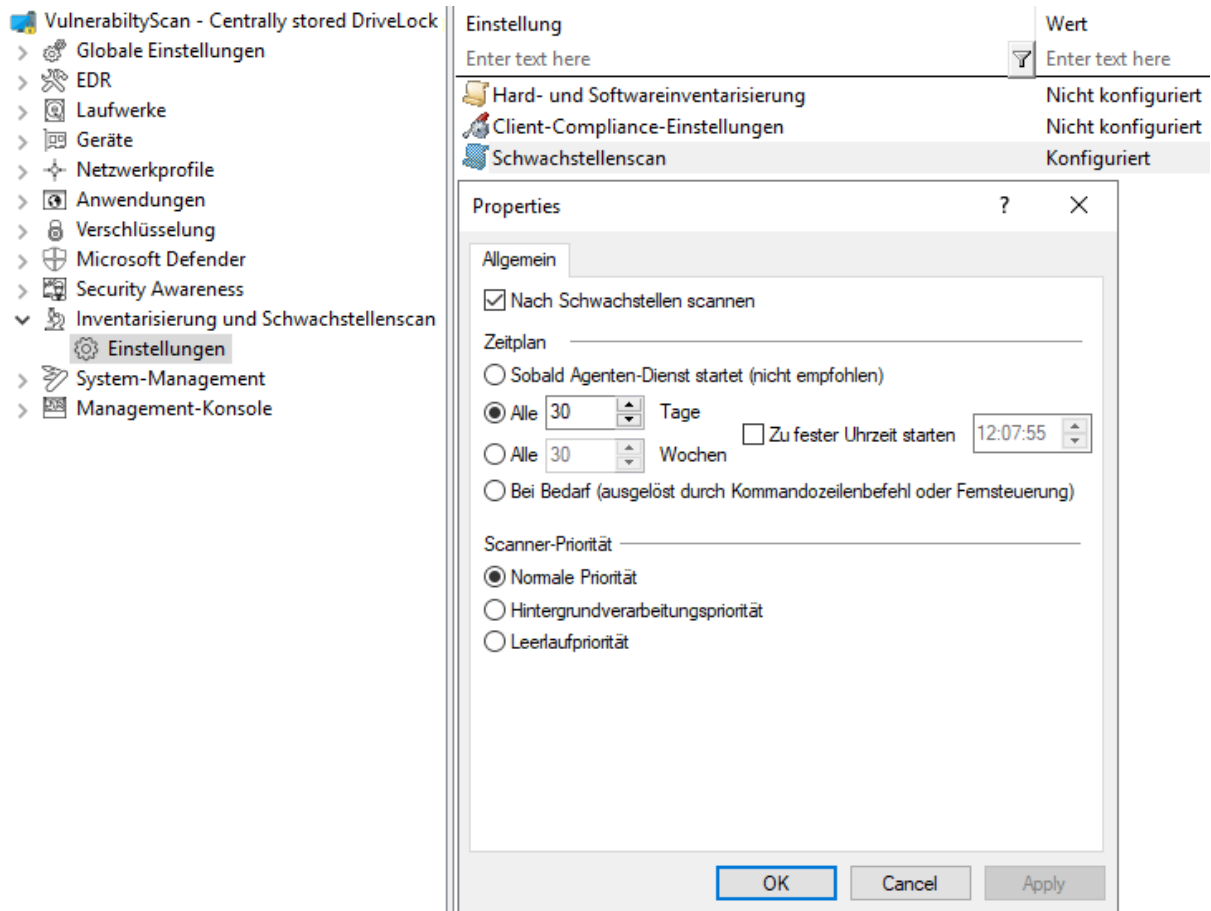 VulnerabiltyScan - Centrally stored DriveLock
Globale Einstellungen
EDR
Laufwerke
Geräte
Netzwerkprofile
Anwendungen
Verschlüsselung
Microsoft Defender
Security Awareness
Inventarisierung und Schwachstellenscan
Einstellungen
System-Management
Management-Konsole
Einstellung Wert
Enter text here Enter text here
Hard- und Softwareinventarisierung Nicht konfiguriert
Client-Compliance-Einstellungen Nicht konfiguriert
Schwachstellenscan Konfiguriert
Properties ?
Allgemein
Nach Schwachstellen scannen
Zeitplan
Sobald Agenten-Dienst startet (nicht empfohlen)
Alle 30 Tage
Zu fester Uhrzeit starten 12:07:55
Alle 30 Wochen
Bei Bedarf (ausgelöst durch Kommandozeilenbefehl oder Fernsteuerung)
Scanner-Priorität
Normale Priorität
Hintergrundverarbeitungspriorität
Leerlaufpriorität
OK Cancel Apply